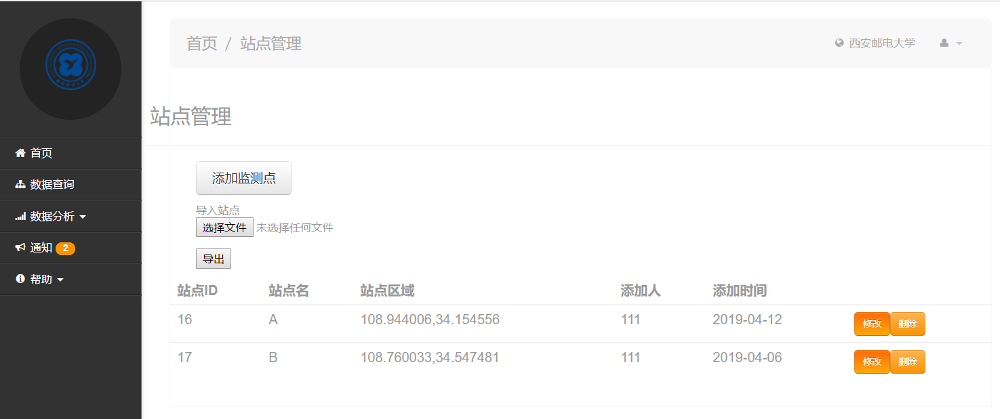 首页 / 站点管理
西安邮电大学
站点管理
首页
数据查询
数据分析
通知 2
帮助
添加监测点
导入站点
选择文件 未选择任何文件
导出
站点ID 站点名 站点区域 添加人 添加时间
16 A 108.944006,34.154556 111 2019-04-12 修改 删除
17 B 108.760033,34.547481 111 2019-04-06 修改 删除